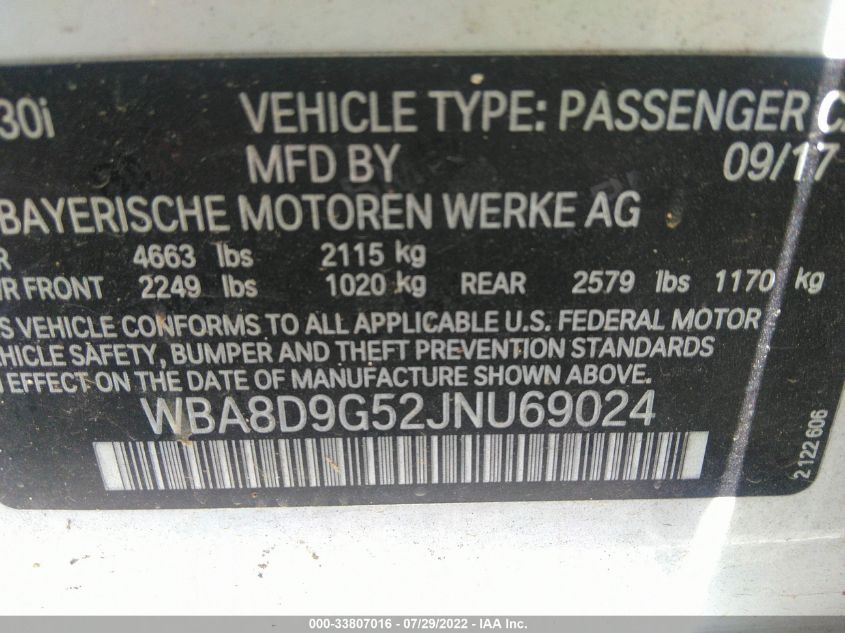 30i VEHICLE TYPE: PASSENGER
MFD BY 09/17
BAYERISCHE MOTOREN WERKE AG
R 4663 lbs 2115 kg
R FRONT 2249 lbs 1020 kg REAR 2579 lbs 1170 kg
S VEHICLE CONFORMS TO ALL APPLICABLE U.S. FEDERAL MOTOR
HICLE SAFETY, BUMPER AND THEFT PREVENTION STANDARDS
EFFECT ON THE DATE OF MANUFACTURE SHOWN ABOVE.
WBA8D9G52JNU69024
2 122 606
000-33807016 - 07/29/2022 - IAA Inc.